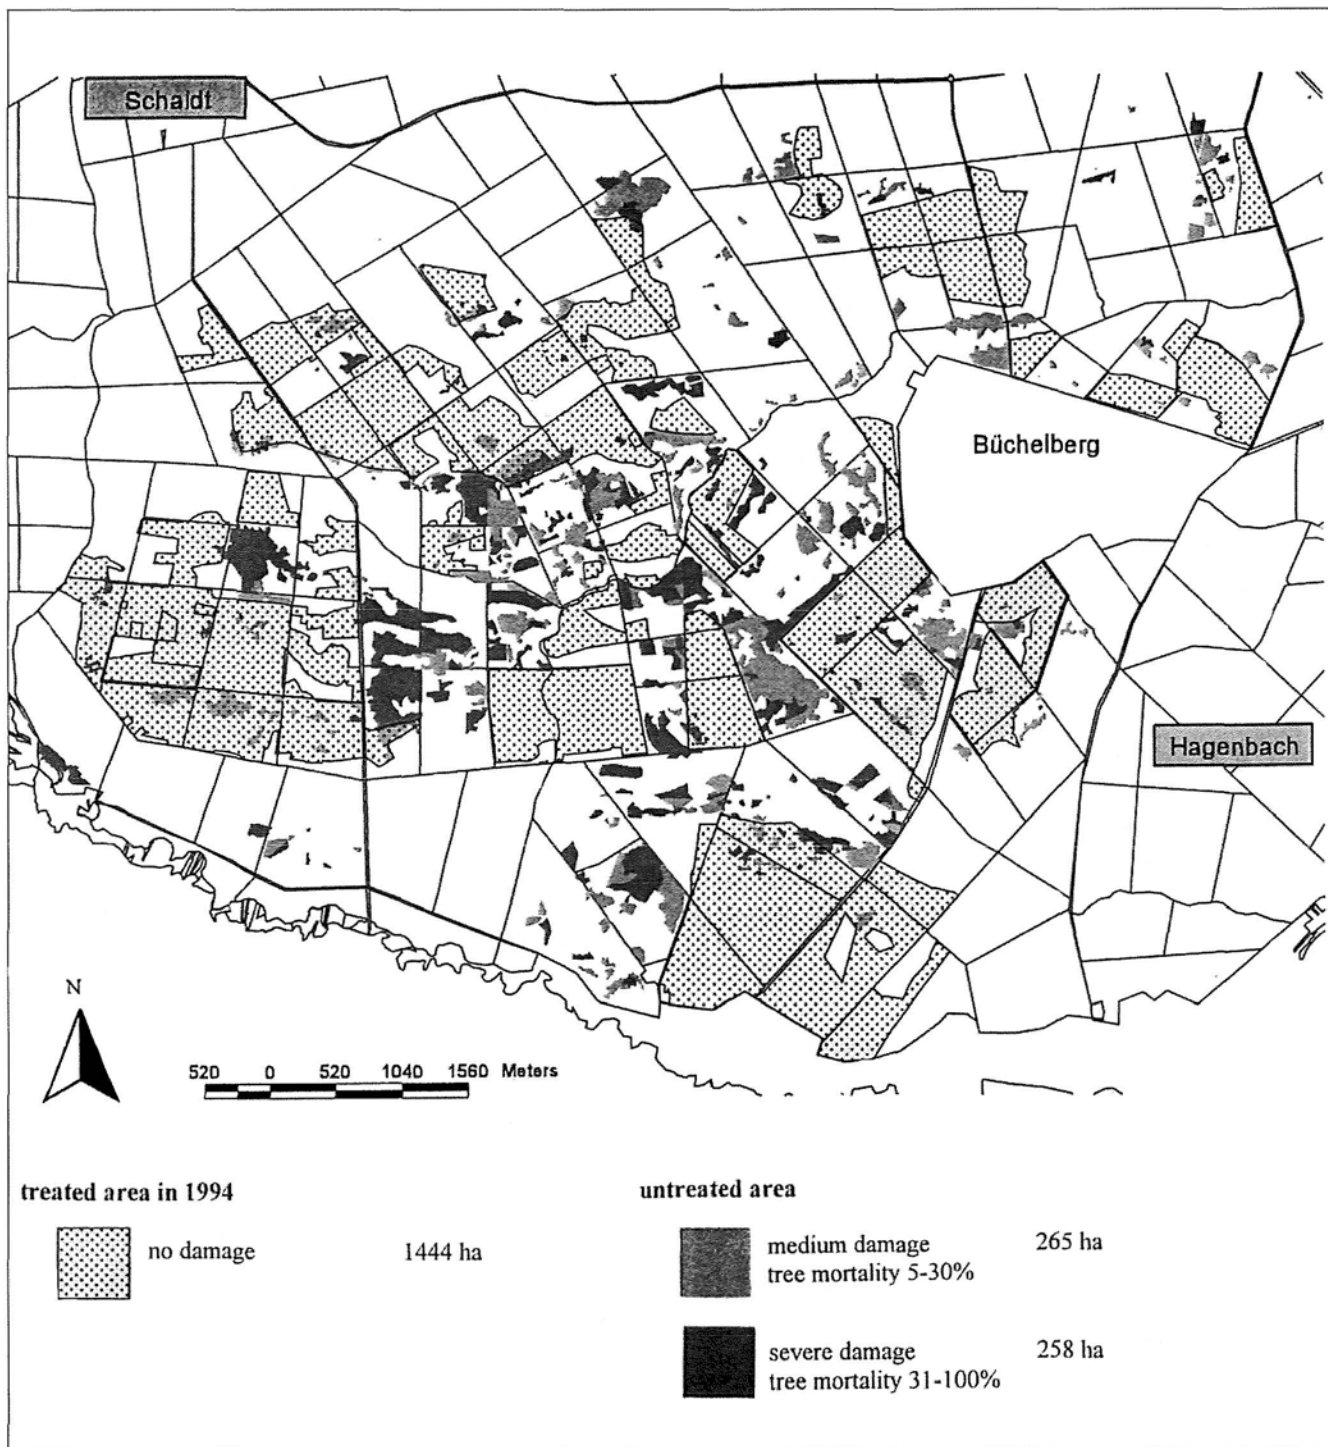 Schaidt
Büchelberg
Hagenbach
N
520 0 520 1040 1560 Meters
treated area in 1994
no damage 1444 ha
untreated area
medium damage 265 ha
tree mortality 5-30%
severe damage 258 ha
tree mortality 31-100%